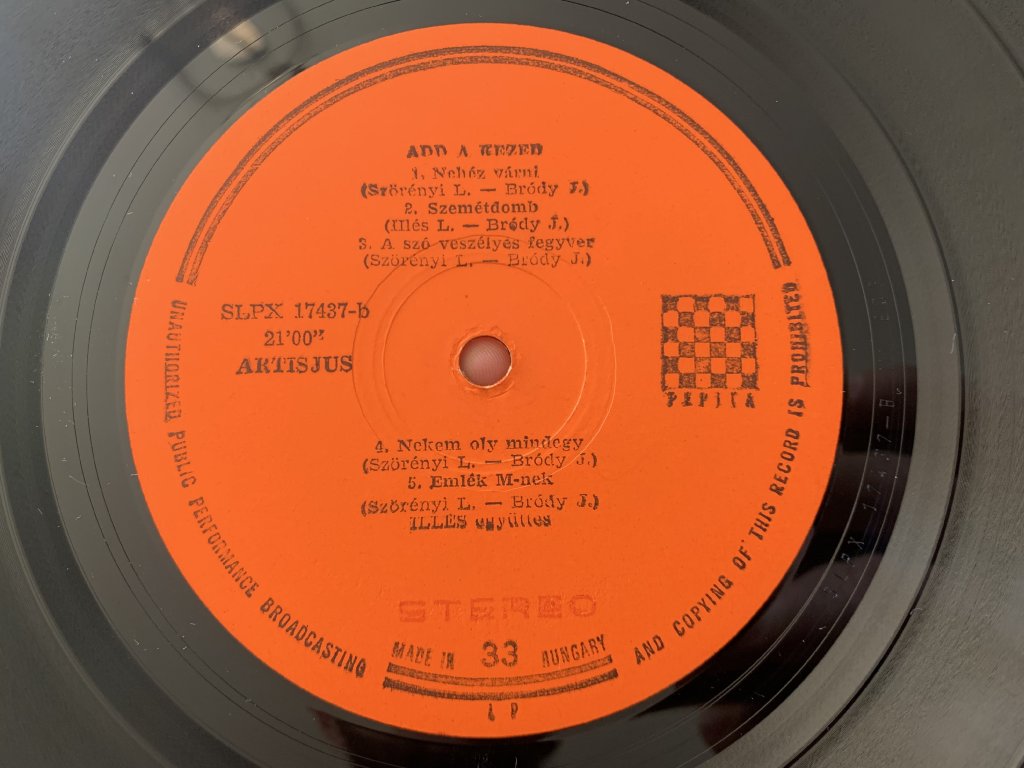 ADD A KEZED
1. Nehéz várni
(Szörényi L. — Bródy J.)
2. Szemétdomb
(Illés L. — Bródy J.)
3. A szó veszélyes fegyver
(Szörényi L. — Bródy J.)
SLPX 17437-b
21'00"
ARTISJUS
PEPITA
4. Nekem oly mindegy
(Szörényi L. — Bródy J.)
5. Emlék M-nek
(Szörényi L. — Bródy J.)
ILLÉS együttes
STEREO
MADE IN 33 HUNGARY
LP
UNAUTHORIZED PUBLIC PERFORMANCE BROADCASTING AND COPYING OF THIS RECORD IS PROHIBITED